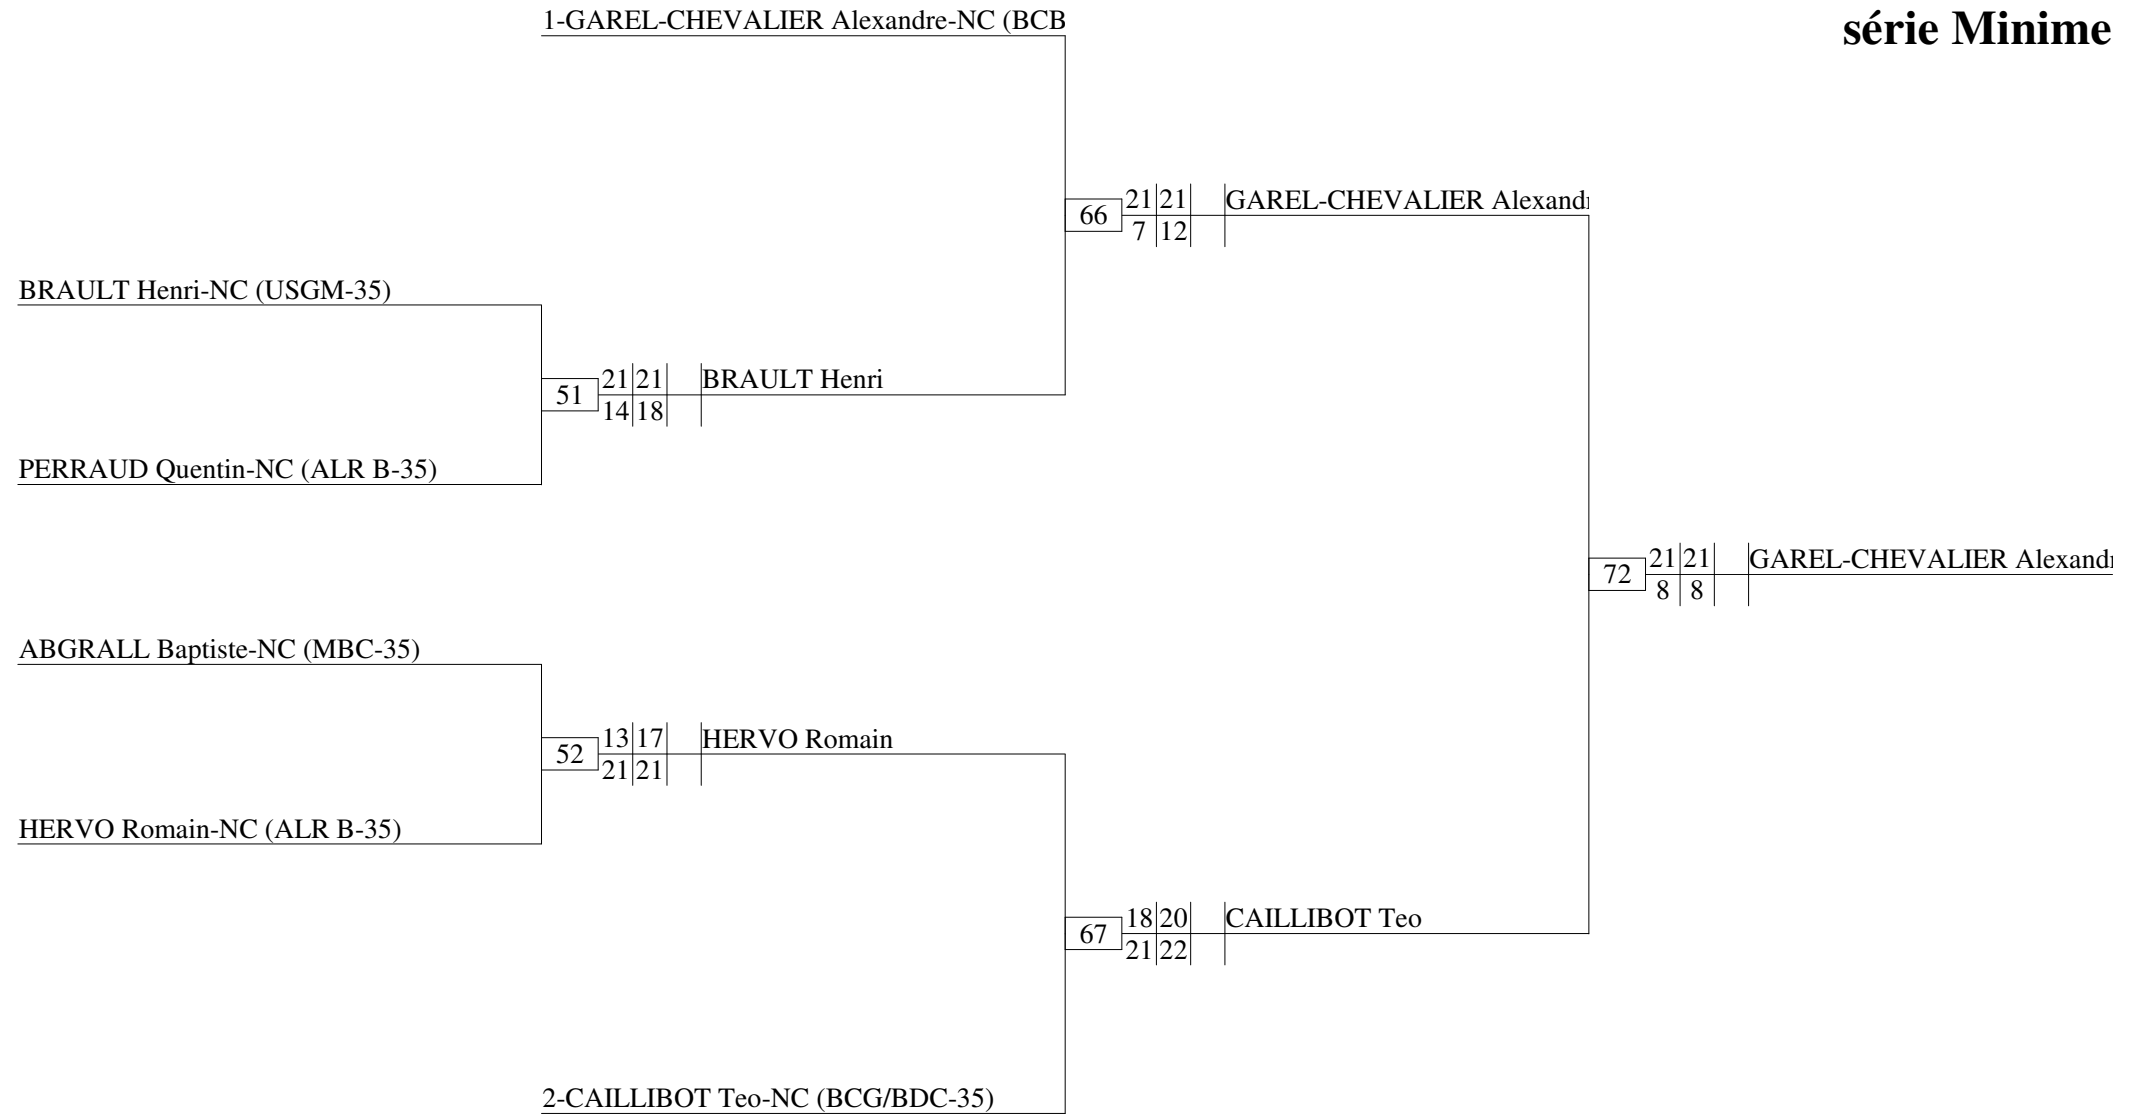 1-GAREL-CHEVALIER Alexandre-NC (BCB
série Minime
21 21 GAREL-CHEVALIER Alexandr
66
7 12
BRAULT Henri-NC (USGM-35)
21 21 BRAULT Henri
51
14 18
PERRAUD Quentin-NC (ALR B-35)
21 21 GAREL-CHEVALIER Alexandr
72
8 8
ABGRALL Baptiste-NC (MBC-35)
13 17 HERVO Romain
52
21 21
HERVO Romain-NC (ALR B-35)
18 20 CAILLIBOT Teo
67
21 22
2-CAILLIBOT Teo-NC (BCG/BDC-35)